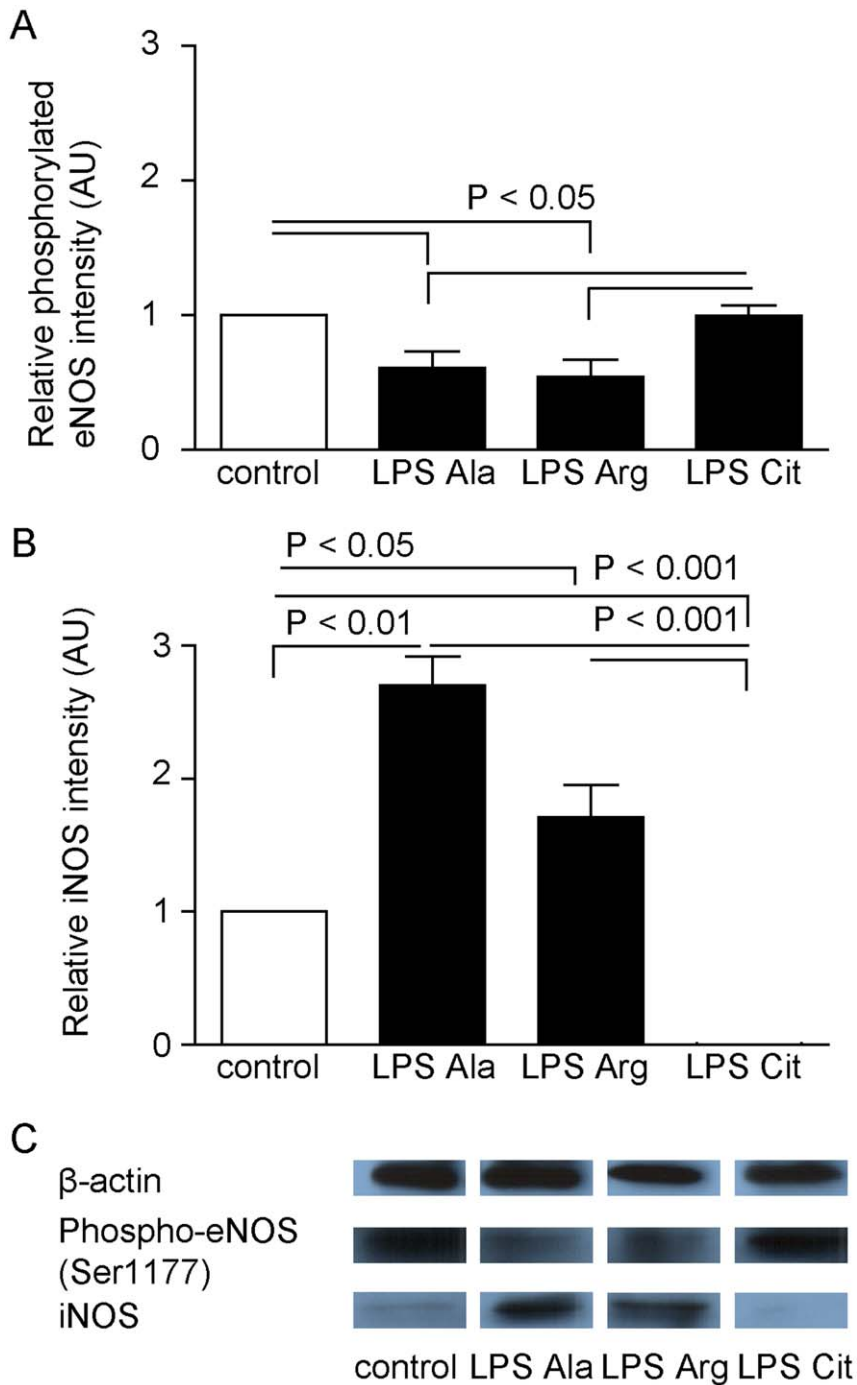 A
Relative phosphorylated
eNOS intensity (AU)
3
2
1
0
P < 0.05
control LPS Ala LPS Arg LPS Cit
B
Relative iNOS intensity (AU)
P < 0.05
P < 0.001
P < 0.01 P < 0.001
3
2
1
0
control LPS Ala LPS Arg LPS Cit
C
β-actin
Phospho-eNOS
(Ser1177)
iNOS
control LPS Ala LPS Arg LPS Cit